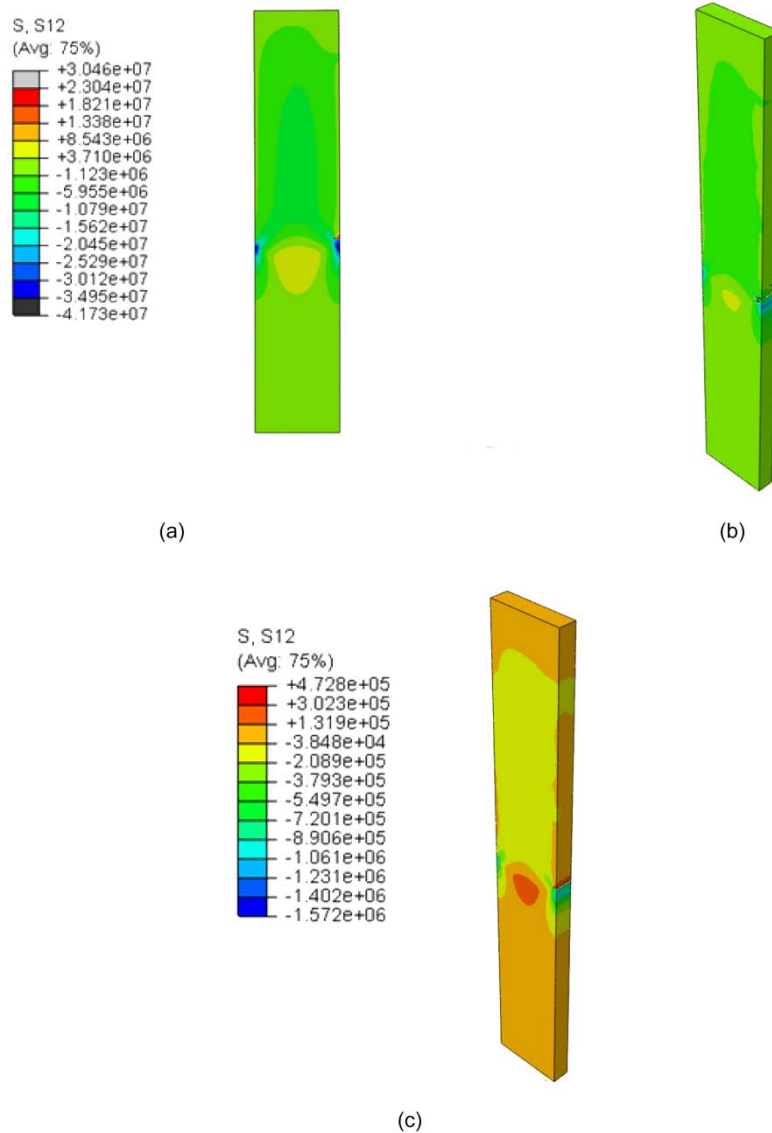 S, S12
(Avg: 75%)
+3.046e+07
+2.304e+07
+1.821e+07
+1.338e+07
+8.543e+06
+3.710e+06
-1.123e+06
-5.955e+06
-1.079e+07
-1.562e+07
-2.045e+07
-2.529e+07
-3.012e+07
-3.495e+07
-4.173e+07
(a)
(b)
S, S12
(Avg: 75%)
+4.728e+05
+3.023e+05
+1.319e+05
-3.848e+04
-2.089e+05
-3.793e+05
-5.497e+05
-7.201e+05
-8.906e+05
-1.061e+06
-1.231e+06
-1.402e+06
-1.572e+06
(c)